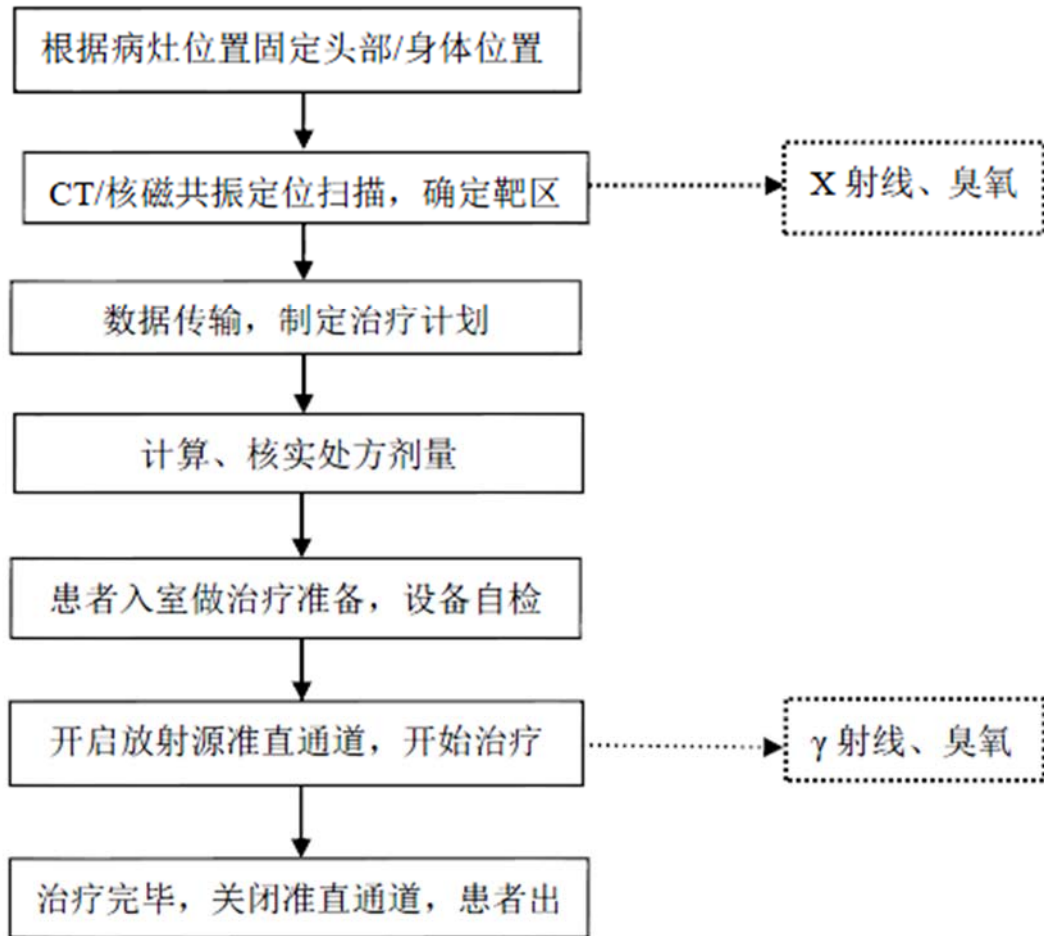 根据病灶位置固定头部/身体位置
CT/核磁共振定位扫描，确定靶区
X 射线、臭氧
数据传输，制定治疗计划
计算、核实处方剂量
患者入室做治疗准备，设备自检
开启放射源准直通道，开始治疗
γ 射线、臭氧
治疗完毕，关闭准直通道，患者出